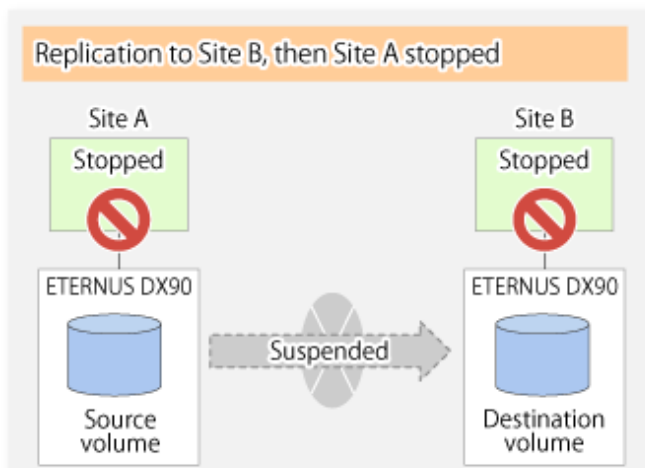 Replication to Site B, then Site A stopped
Site A
Site B
Stopped
Stopped
ETERNUS DX90
ETERNUS DX90
Suspended
Source
volume
Destination
volume